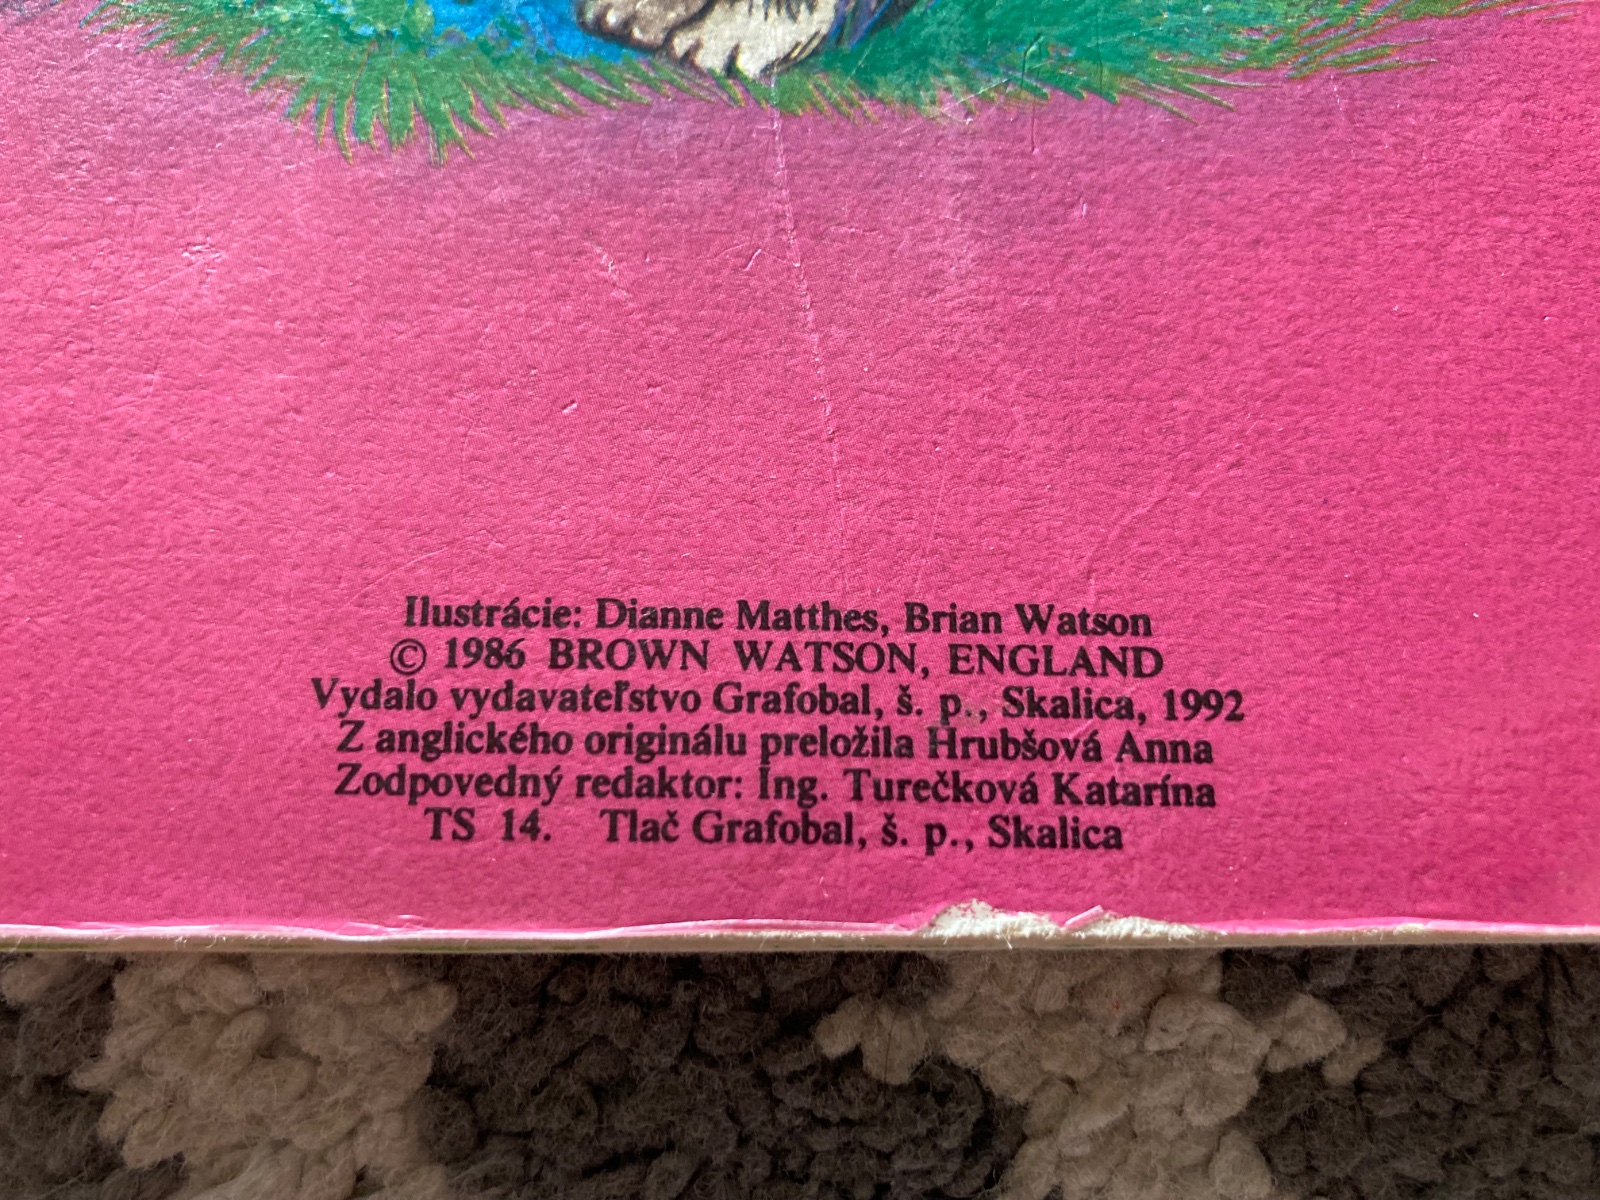 Ilustrácie: Dianne Matthes, Brian Watson
© 1986 BROWN WATSON, ENGLAND
Vydalo vydavateľstvo Grafobal, š. p., Skalica, 1992
Z anglického originálu preložila Hrubšová Anna
Zodpovedný redaktor: Ing. Turečková Katarína
TS 14. Tlač Grafobal, š. p., Skalica